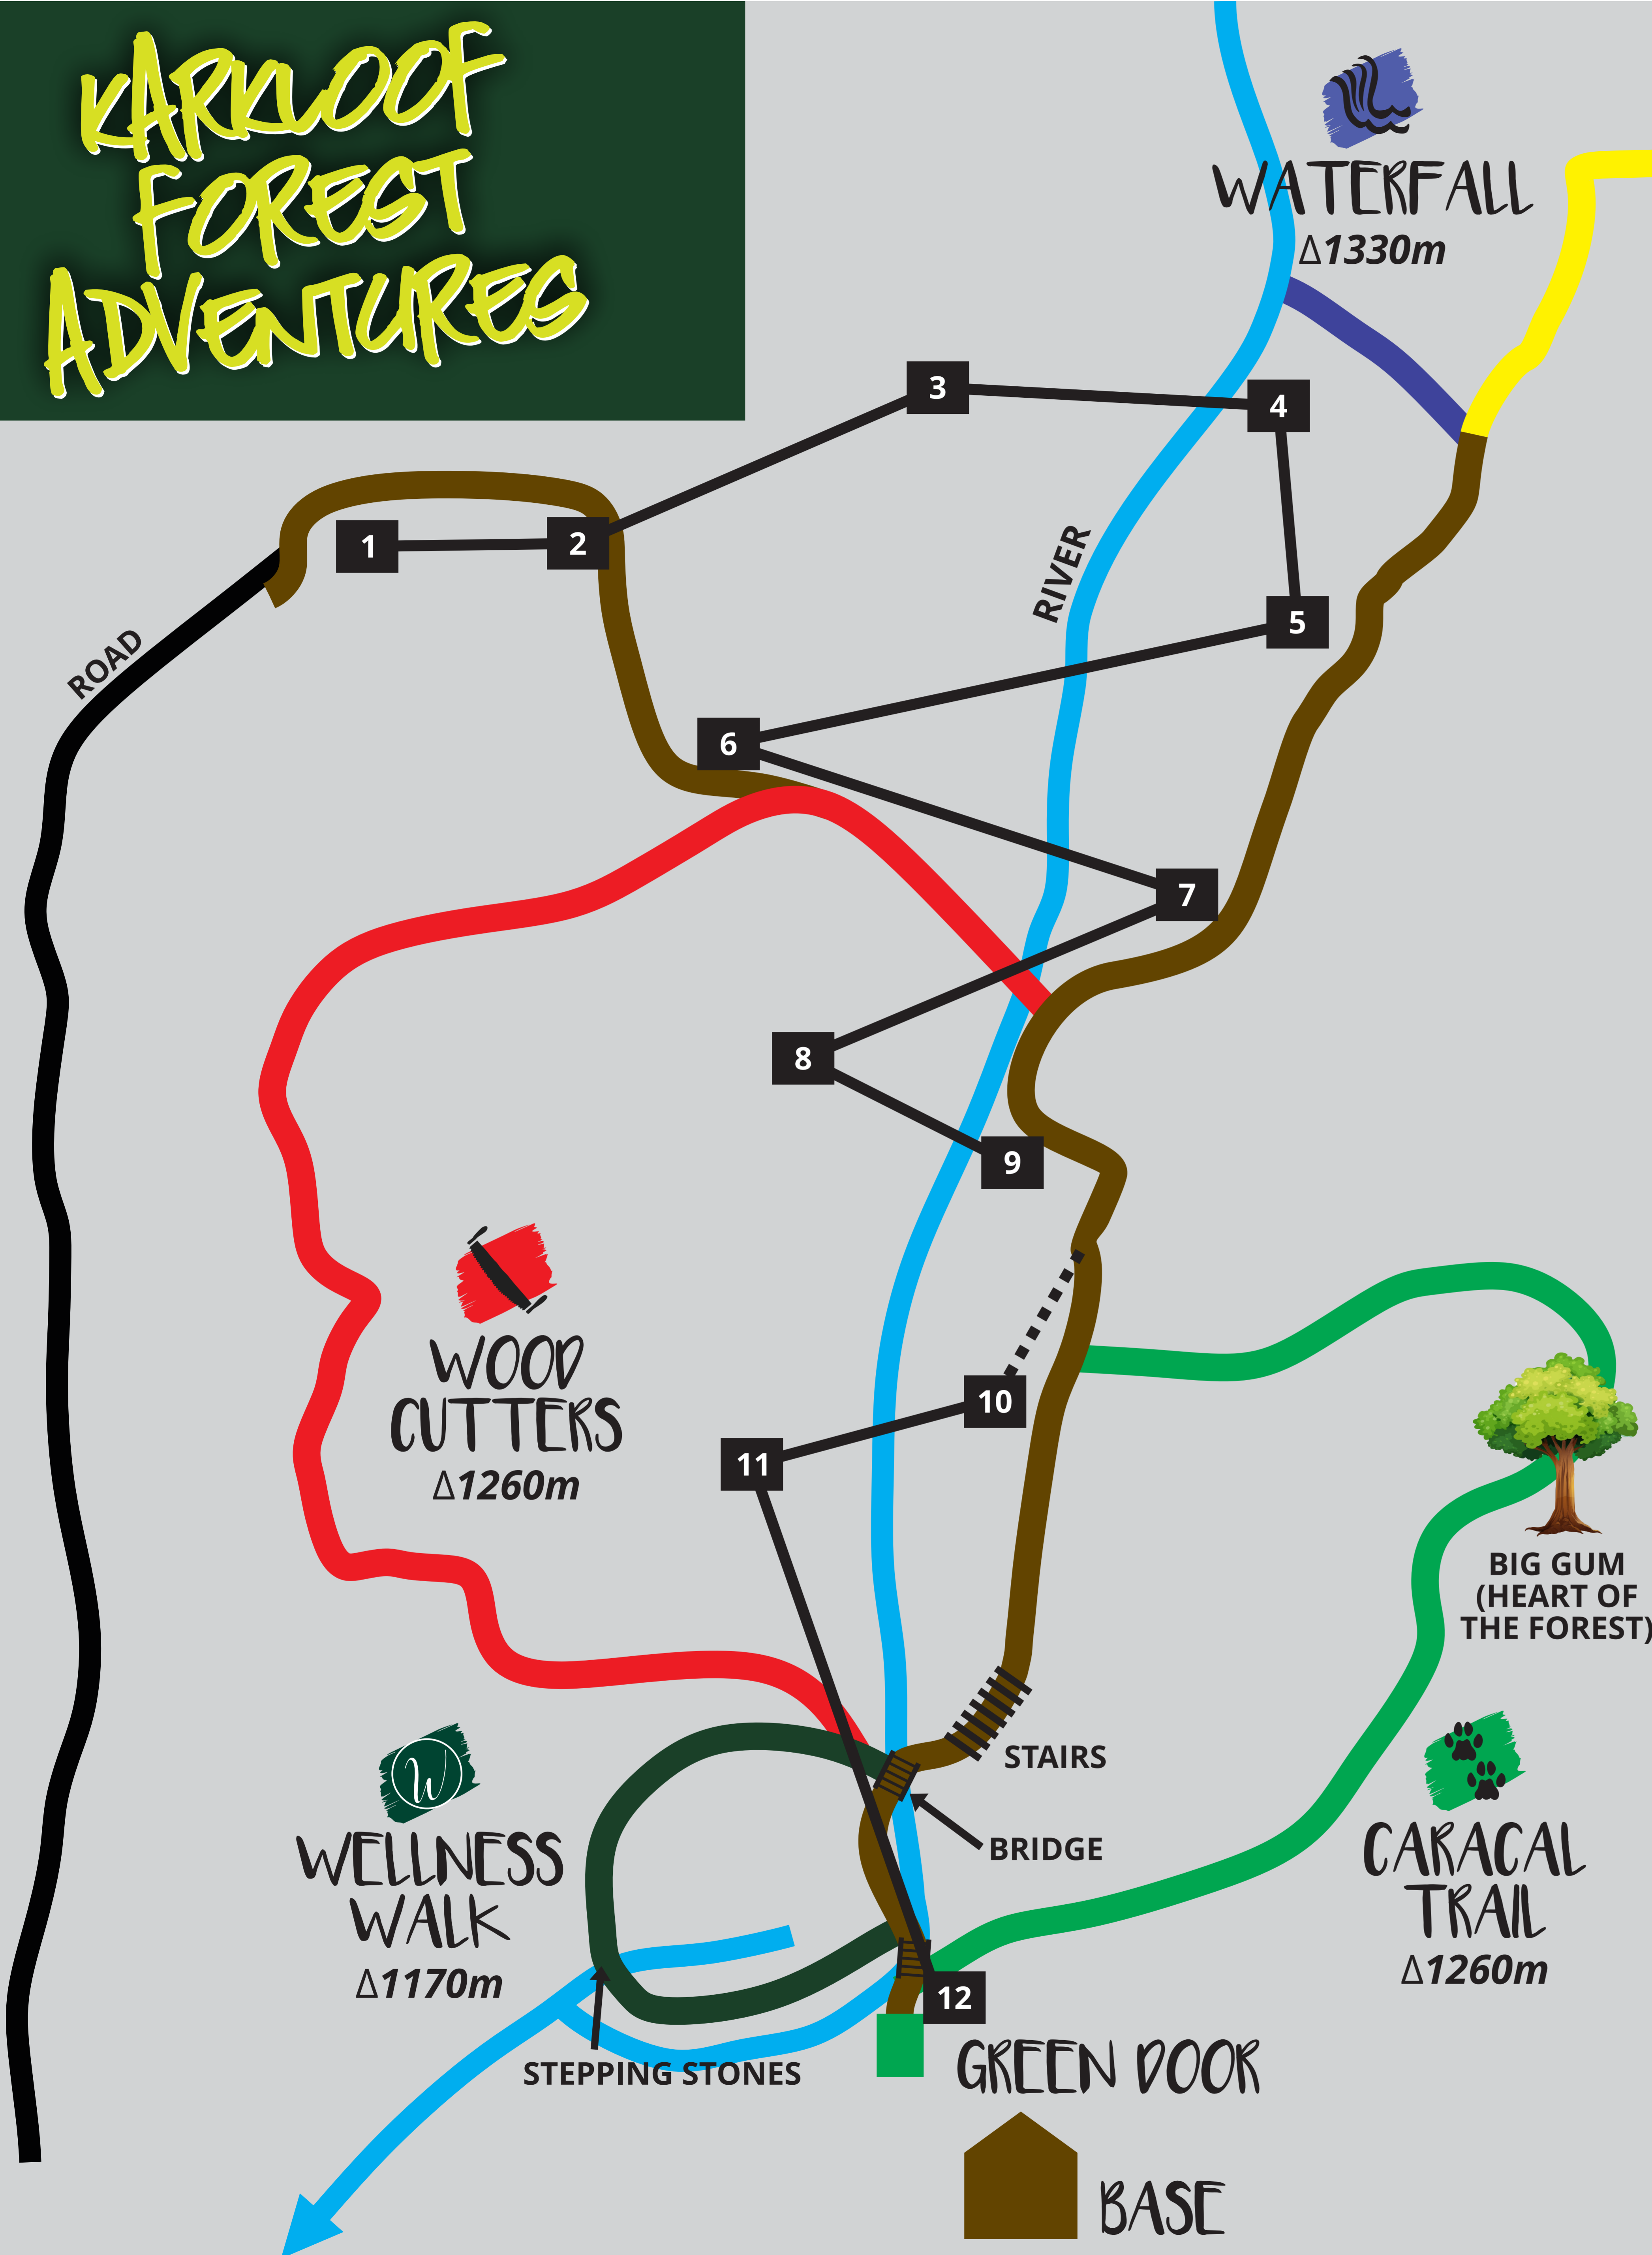 KARKLOOF
FOREST
ADVENTURES
WATERFALL
Δ1330m
3
4
1
2
RIVER
5
ROAD
6
7
8
9
WOOD
CUTTERS
Δ1260m
10
11
BIG GUM
(HEART OF
THE FOREST)
STAIRS
W
BRIDGE
WELLNESS
WALK
Δ1170m
CARACAL
TRAIL
Δ1260m
12
STEPPING STONES
GREEN DOOR
BASE